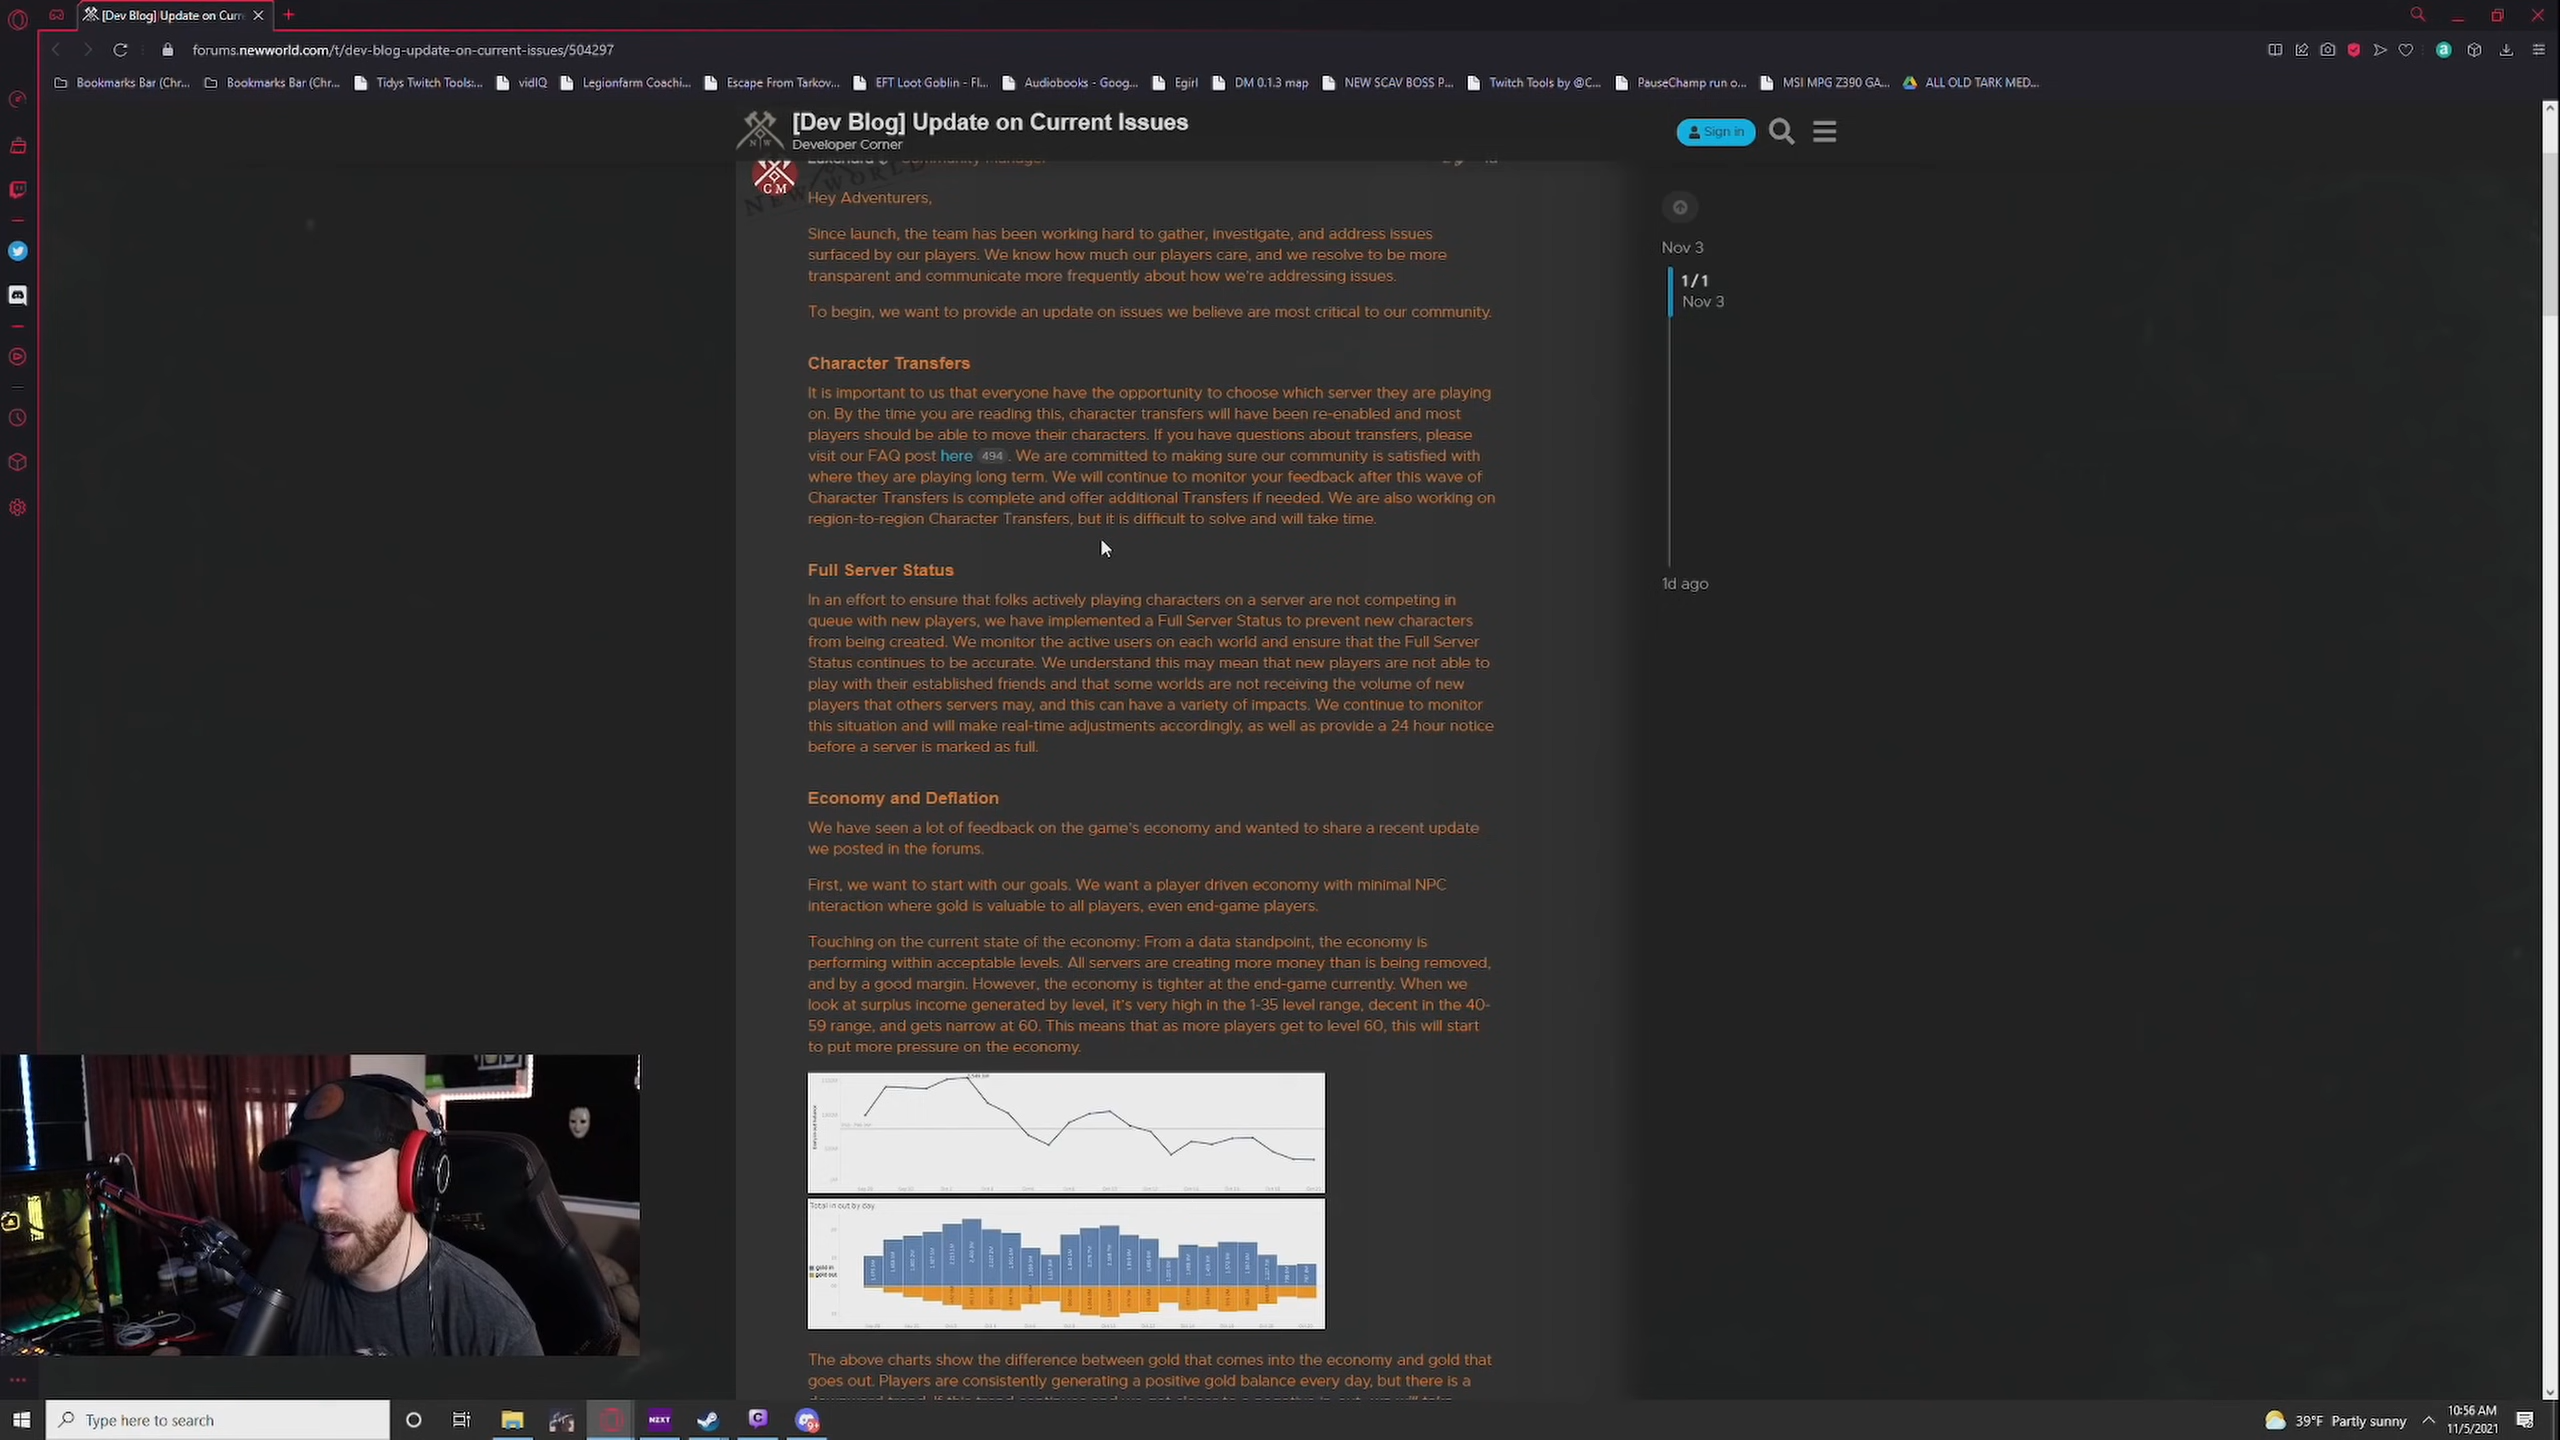 [Dev Blog] Update on Curr
forums.newworld.com/t/dev-blog-update-on-current-issues/504297
Bookmarks Bar (Chr... Bookmarks Bar (Chr... Tidys Twitch Tools:... vidIQ Legionfarm Coachi... Escape From Tarkov... EFT Loot Goblin - Fl... Audiobooks - Goog... Egirl DM 0.1.3 map NEW SCAV BOSS P... Twitch Tools by @C... PauseChamp run o... MSI MPG Z390 GA... ALL OLD TARK MED...
[Dev Blog] Update on Current Issues
Developer Corner
Sign in
Community Manager
Hey Adventurers,
Since launch, the team has been working hard to gather, investigate, and address issues
surfaced by our players. We know how much our players care, and we resolve to be more
transparent and communicate more frequently about how we're addressing issues.
To begin, we want to provide an update on issues we believe are most critical to our community.
Character Transfers
It is important to us that everyone have the opportunity to choose which server they are playing
on. By the time you are reading this, character transfers will have been re-enabled and most
players should be able to move their characters. If you have questions about transfers, please
visit our FAQ post here 494 . We are committed to making sure our community is satisfied with
where they are playing long term. We will continue to monitor your feedback after this wave of
Character Transfers is complete and offer additional Transfers if needed. We are also working on
region-to-region Character Transfers, but it is difficult to solve and will take time.
Full Server Status
In an effort to ensure that folks actively playing characters on a server are not competing in
queue with new players, we have implemented a Full Server Status to prevent new characters
from being created. We monitor the active users on each world and ensure that the Full Server
Status continues to be accurate. We understand this may mean that new players are not able to
play with their established friends and that some worlds are not receiving the volume of new
players that others servers may, and this can have a variety of impacts. We continue to monitor
this situation and will make real-time adjustments accordingly, as well as provide a 24 hour notice
before a server is marked as full.
Economy and Deflation
We have seen a lot of feedback on the game's economy and wanted to share a recent update
we posted in the forums.
First, we want to start with our goals. We want a player driven economy with minimal NPC
interaction where gold is valuable to all players, even end-game players.
Touching on the current state of the economy: From a data standpoint, the economy is
performing within acceptable levels. All servers are creating more money than is being removed,
and by a good margin. However, the economy is tighter at the end-game currently. When we
look at surplus income generated by level, it's very high in the 1-35 level range, decent in the 40-
59 range, and gets narrow at 60. This means that as more players get to level 60, this will start
to put more pressure on the economy.
Total in out by day
gold in
gold out
The above charts show the difference between gold that comes into the economy and gold that
goes out. Players are consistently generating a positive gold balance every day, but there is a
Nov 3
1/1
Nov 3
1d ago
Type here to search
NZXT
9+
39°F Partly sunny
10:56 AM
11/5/2021